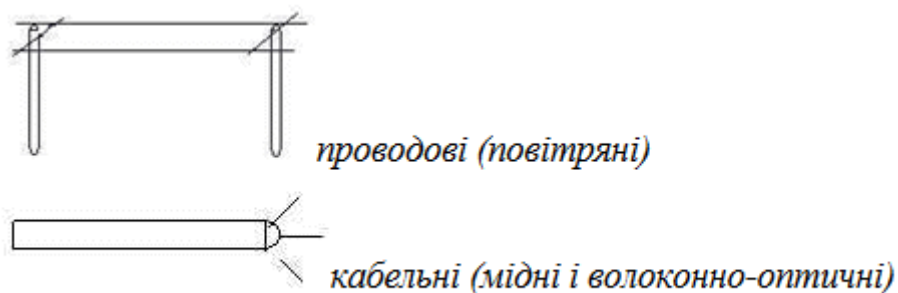 проводові (повітряні)
кабельні (мідні і волоконно-оптичні)